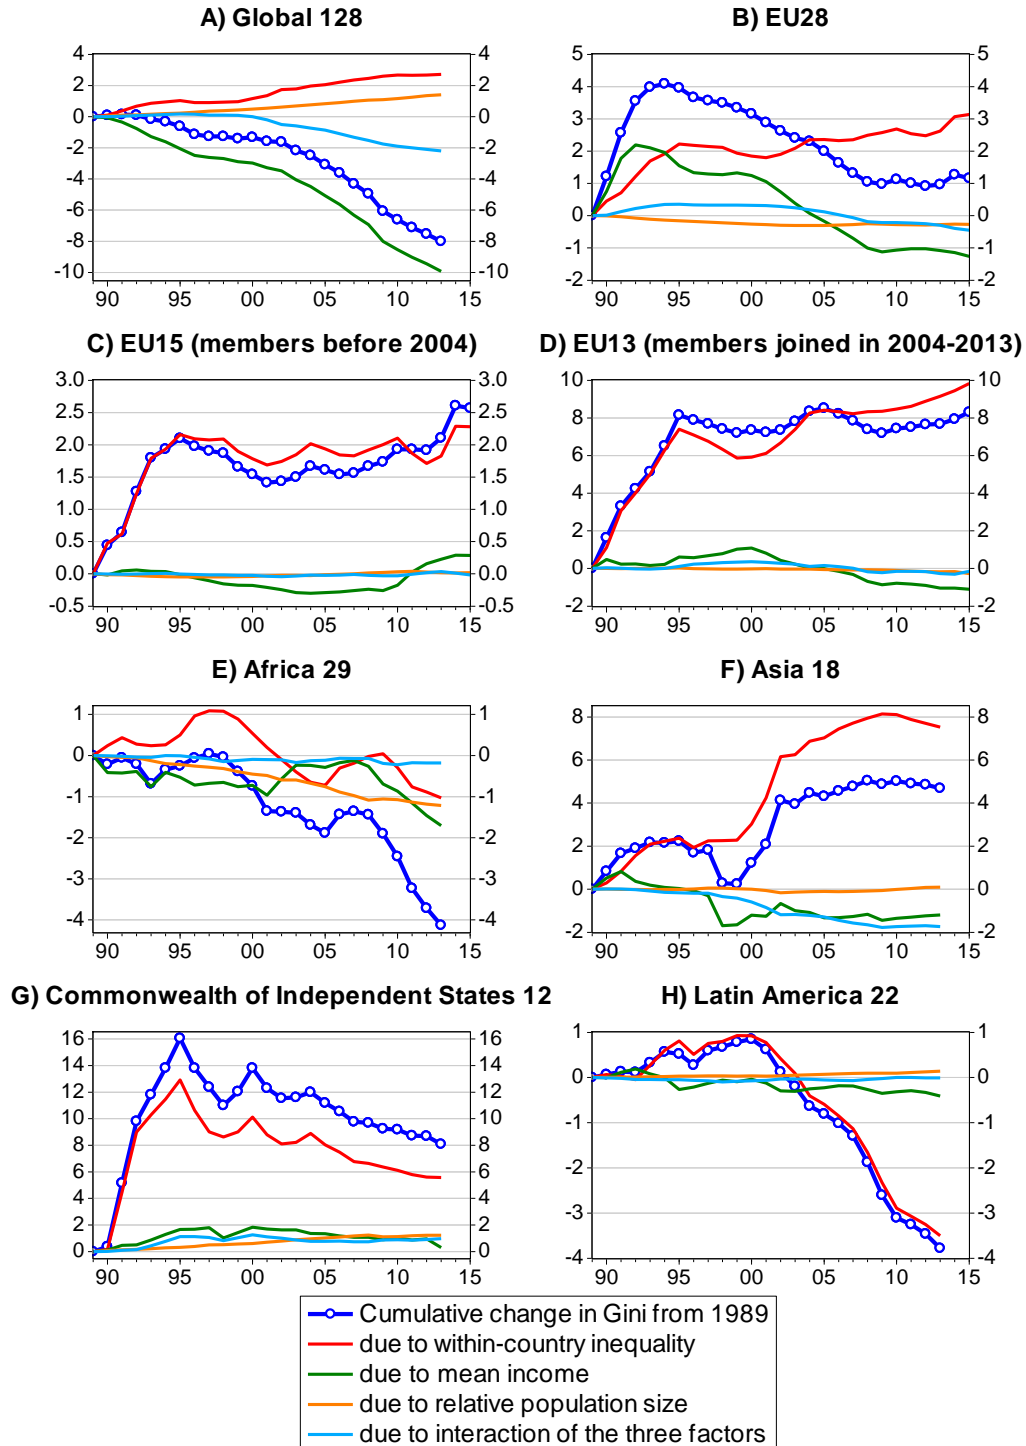 A) Global 128
4 4
2 2
0 0
-2 -2
-4 -4
-6 -6
-8 -8
-10 -10
90 95 00 05 10 15
B) EU28
5 5
4 4
3 3
2 2
1 1
0 0
-1 -1
-2 -2
90 95 00 05 10 15
C) EU15 (members before 2004)
3.0 3.0
2.5 2.5
2.0 2.0
1.5 1.5
1.0 1.0
0.5 0.5
0.0 0.0
-0.5 -0.5
90 95 00 05 10 15
D) EU13 (members joined in 2004-2013)
10 10
8 8
6 6
4 4
2 2
0 0
-2 -2
90 95 00 05 10 15
E) Africa 29
1 1
0 0
-1 -1
-2 -2
-3 -3
-4 -4
90 95 00 05 10 15
F) Asia 18
8 8
6 6
4 4
2 2
0 0
-2 -2
90 95 00 05 10 15
G) Commonwealth of Independent States 12
16 16
14 14
12 12
10 10
8 8
6 6
4 4
2 2
0 0
90 95 00 05 10 15
H) Latin America 22
1 1
0 0
-1 -1
-2 -2
-3 -3
-4 -4
90 95 00 05 10 15
Cumulative change in Gini from 1989
due to within-country inequality
due to mean income
due to relative population size
due to interaction of the three factors